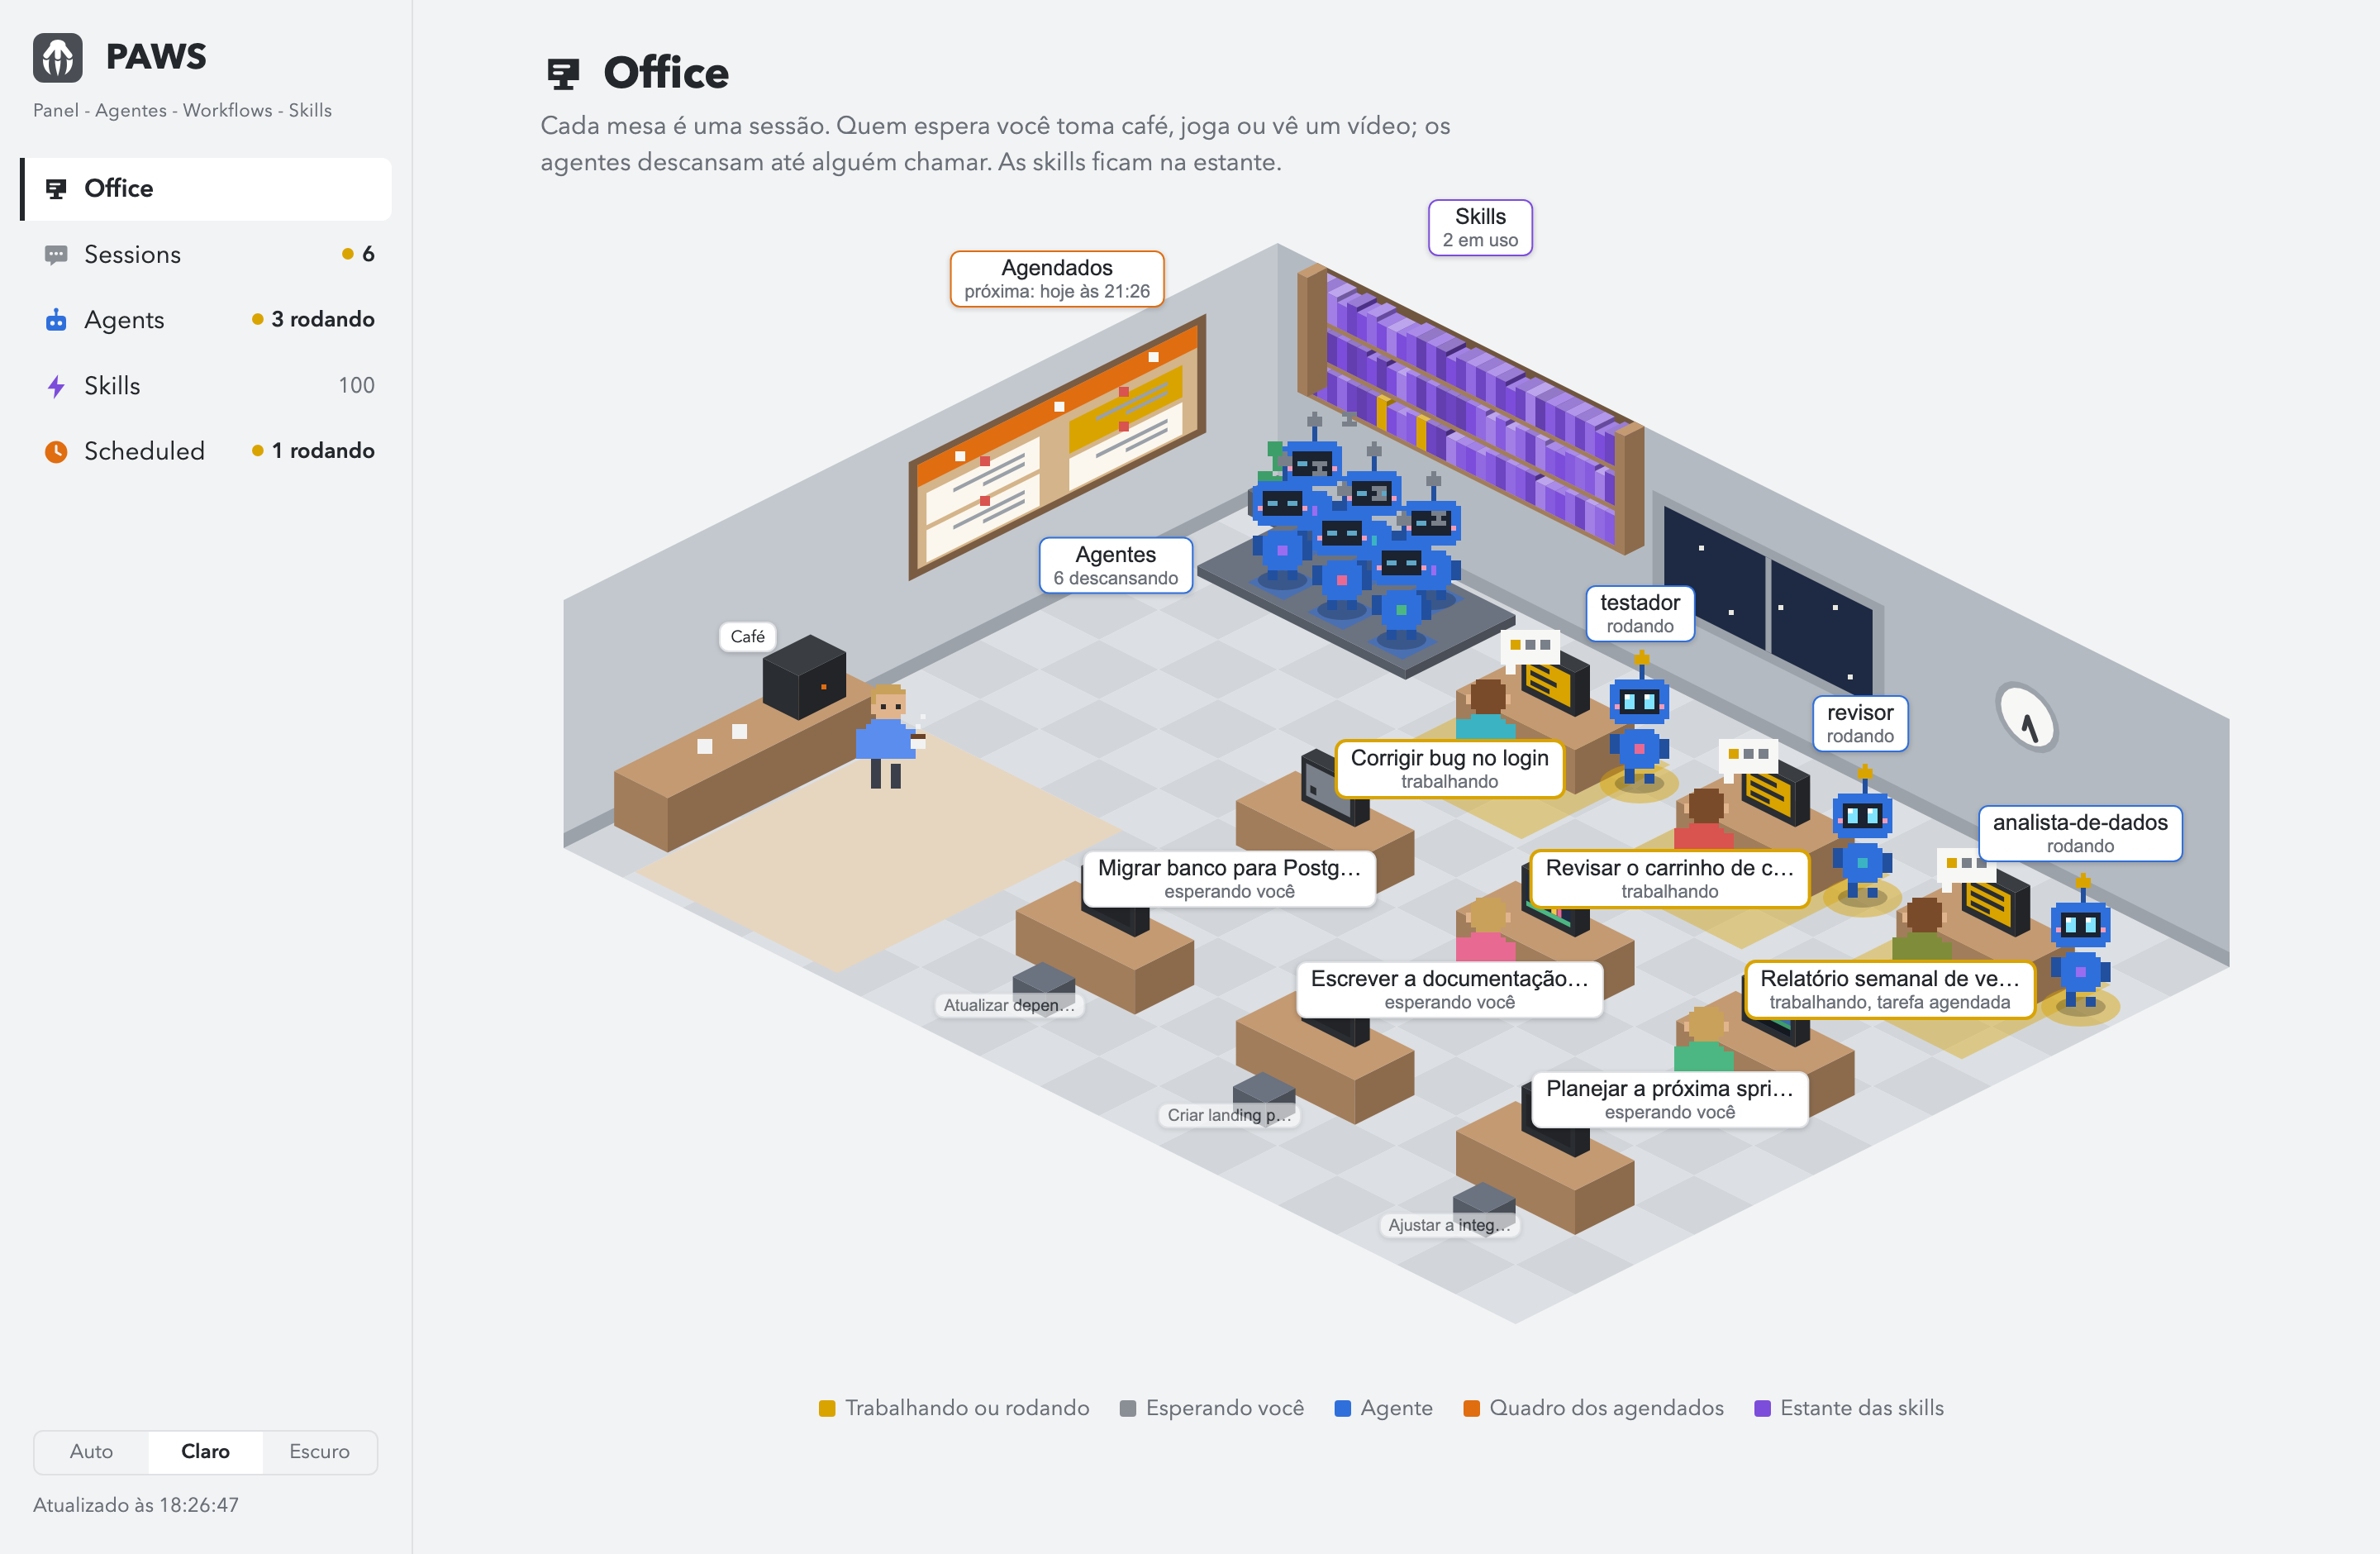 PAWS
Panel - Agentes - Workflows - Skills
Office
Sessions 6
Agents 3 rodando
Skills 100
Scheduled 1 rodando
Auto Claro Escuro
Atualizado às 18:26:47
Office
Cada mesa é uma sessão. Quem espera você toma café, joga ou vê um vídeo; os
agentes descansam até alguém chamar. As skills ficam na estante.
Skills
2 em uso
Agendados
próxima: hoje às 21:26
Agentes
6 descansando
testador
rodando
Café
revisor
rodando
Corrigir bug no login
trabalhando
analista-de-dados
rodando
Migrar banco para Postg…
esperando você
Revisar o carrinho de c…
trabalhando
Escrever a documentação…
esperando você
Relatório semanal de ve…
trabalhando, tarefa agendada
Atualizar depen…
Planejar a próxima spri…
esperando você
Criar landing p…
Ajustar a integ…
Trabalhando ou rodando Esperando você Agente Quadro dos agendados Estante das skills